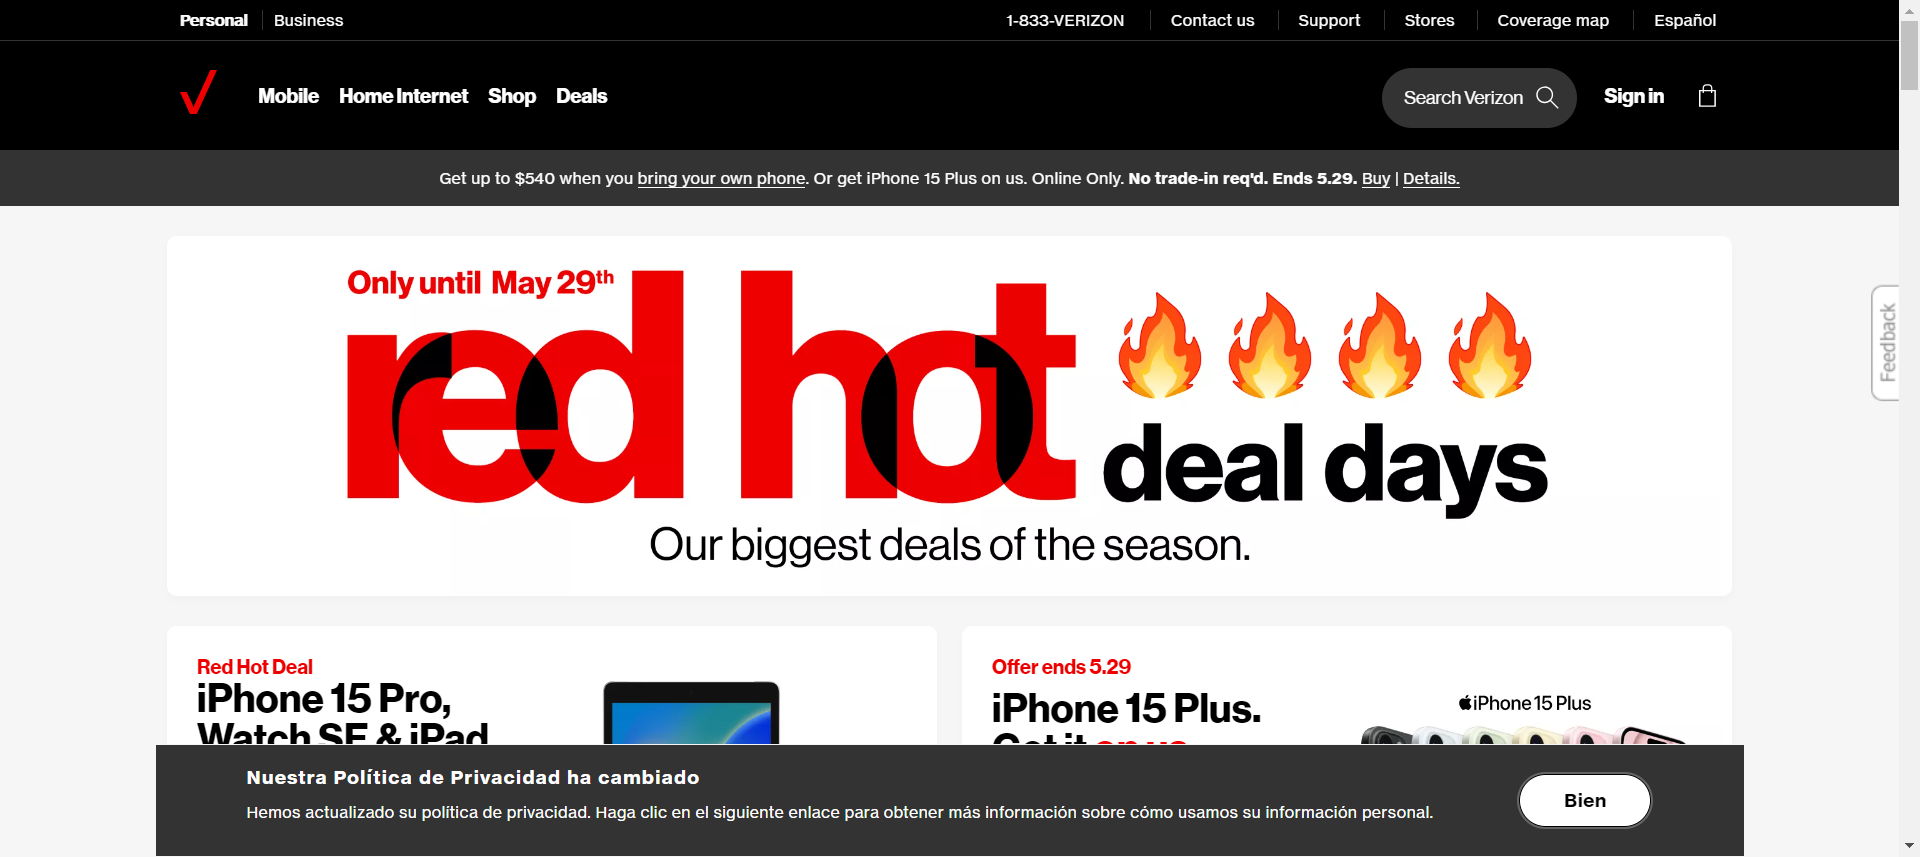 Personal
Business
1-833-VERIZON
Contact us
Support
Stores
Coverage map
Español
Mobile
Home Internet
Shop
Deals
Search Verizon
Sign in
Get up to $540 when you bring your own phone. Or get iPhone 15 Plus on us. Online Only. No trade-in req'd. Ends 5.29. Buy | Details.
Only until May 29th
red hot
deal days
Our biggest deals of the season.
Feedback
Red Hot Deal
iPhone 15 Pro,
Watch SE & iPad
Offer ends 5.29
iPhone 15 Plus.
Get it on us.
iPhone 15 Plus
Nuestra Política de Privacidad ha cambiado
Hemos actualizado su política de privacidad. Haga clic en el siguiente enlace para obtener más información sobre cómo usamos su información personal.
Bien